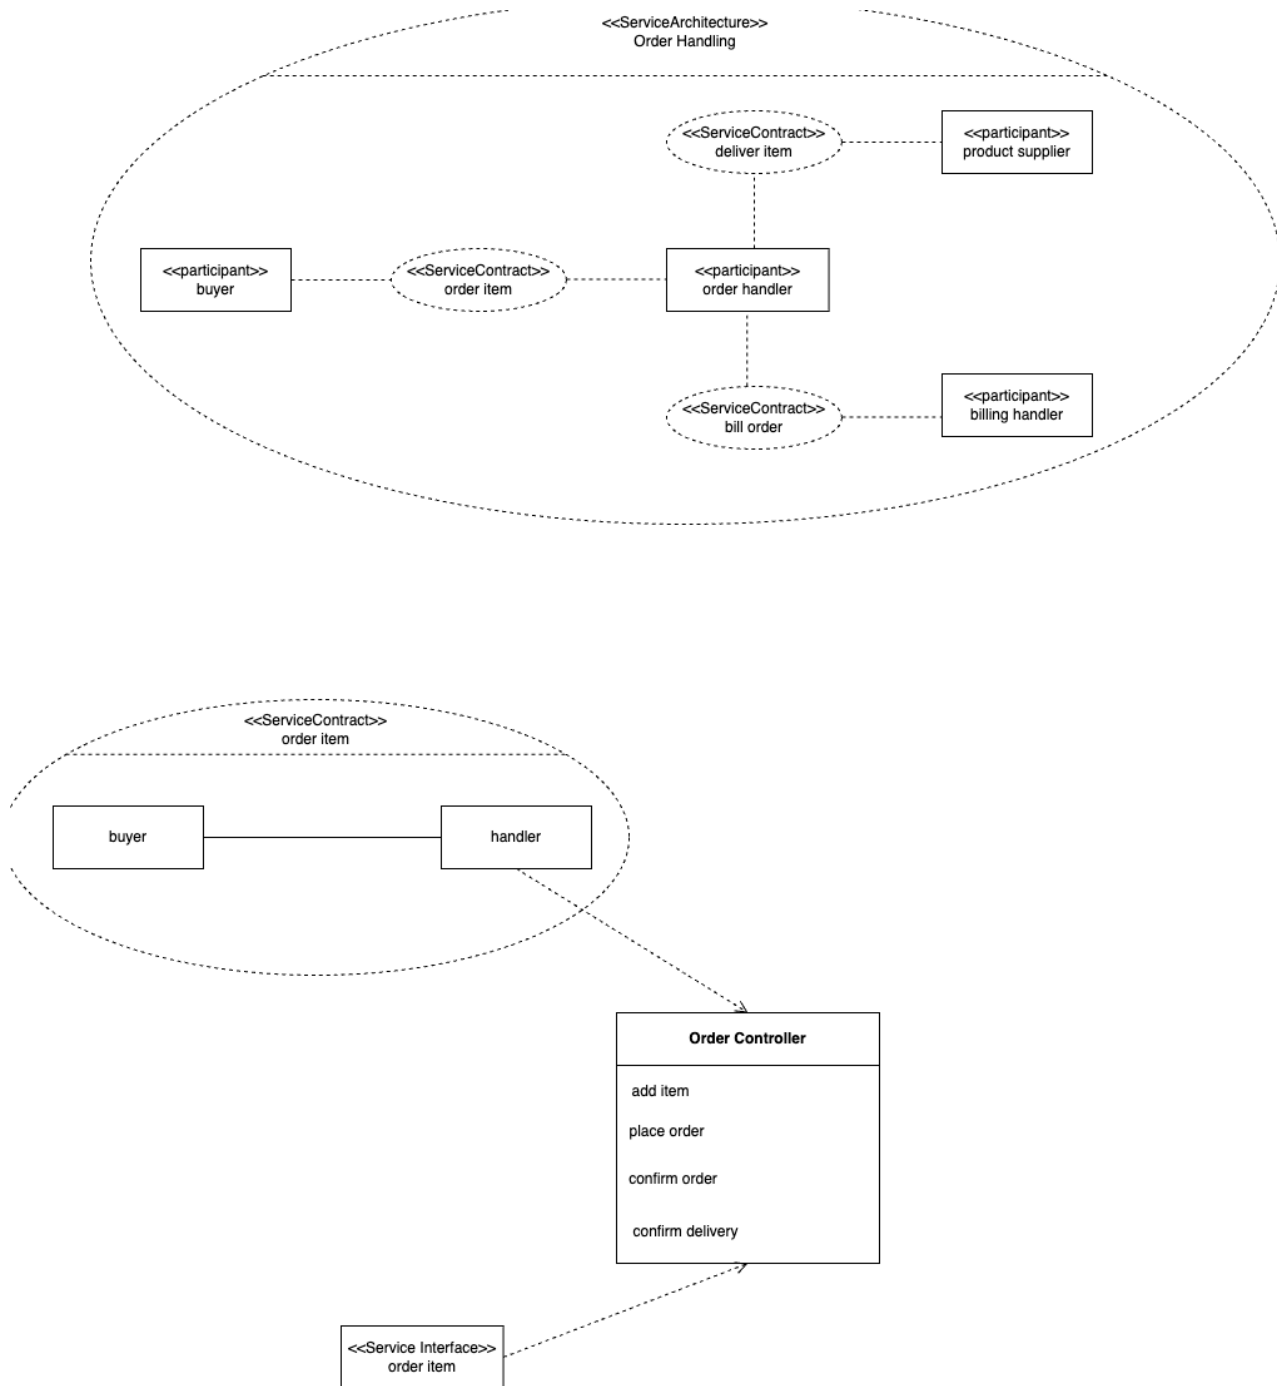 <<ServiceArchitecture>>
Order Handling
<<ServiceContract>>
deliver item
<<participant>>
product supplier
<<participant>>
buyer
<<ServiceContract>>
order item
<<participant>>
order handler
<<ServiceContract>>
bill order
<<participant>>
billing handler
<<ServiceContract>>
order item
buyer
handler
Order Controller
add item
place order
confirm order
confirm delivery
<<Service Interface>>
order item